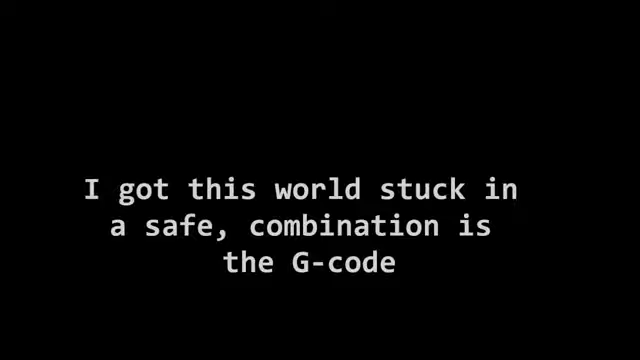 I got this world stuck in
a safe, combination is
the G-code